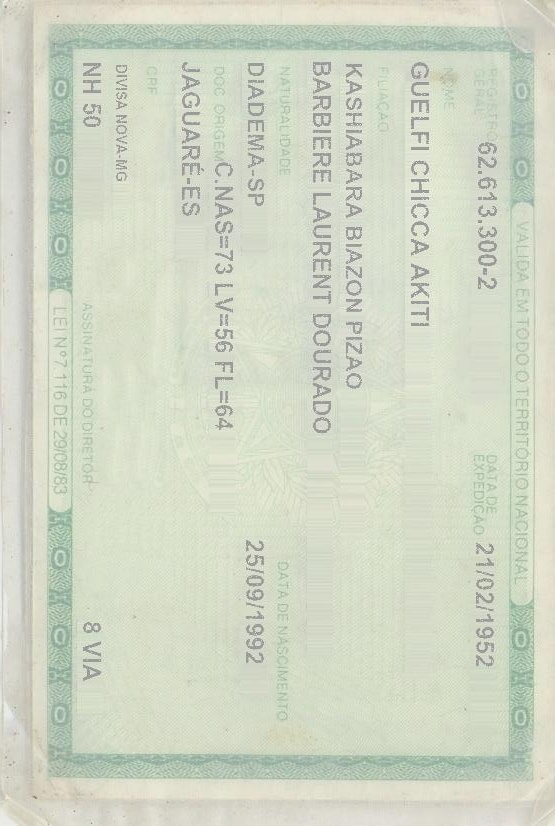 VALIDA EM TODO O TERRITÓRIO NACIONAL
REGISTRO GERAL 62.613.300-2 DATA DE EXPEDIÇÃO 21/02/1952
NOME
GUELFI CHICCA AKITI
FILIAÇÃO
KASHIABARA BIAZON PIZAO
BARBIERE LAURENT DOURADO
NATURALIDADE DATA DE NASCIMENTO
DIADEMA-SP 25/09/1992
DOC ORIGEM C.NAS=73 LV=56 FL=64
JAGUARÉ-ES
CPF
DIVISA NOVA-MG
NH 50 8 VIA
ASSINATURA DO DIRETOR
LEI Nº 7.116 DE 29/08/83